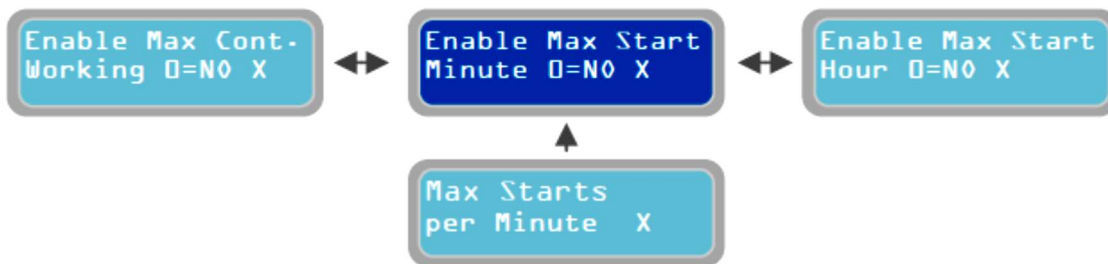 Enable Max Cont.
Working 0=NO X
Enable Max Start
Minute 0=NO X
Enable Max Start
Hour 0=NO X
Max Starts
per Minute X